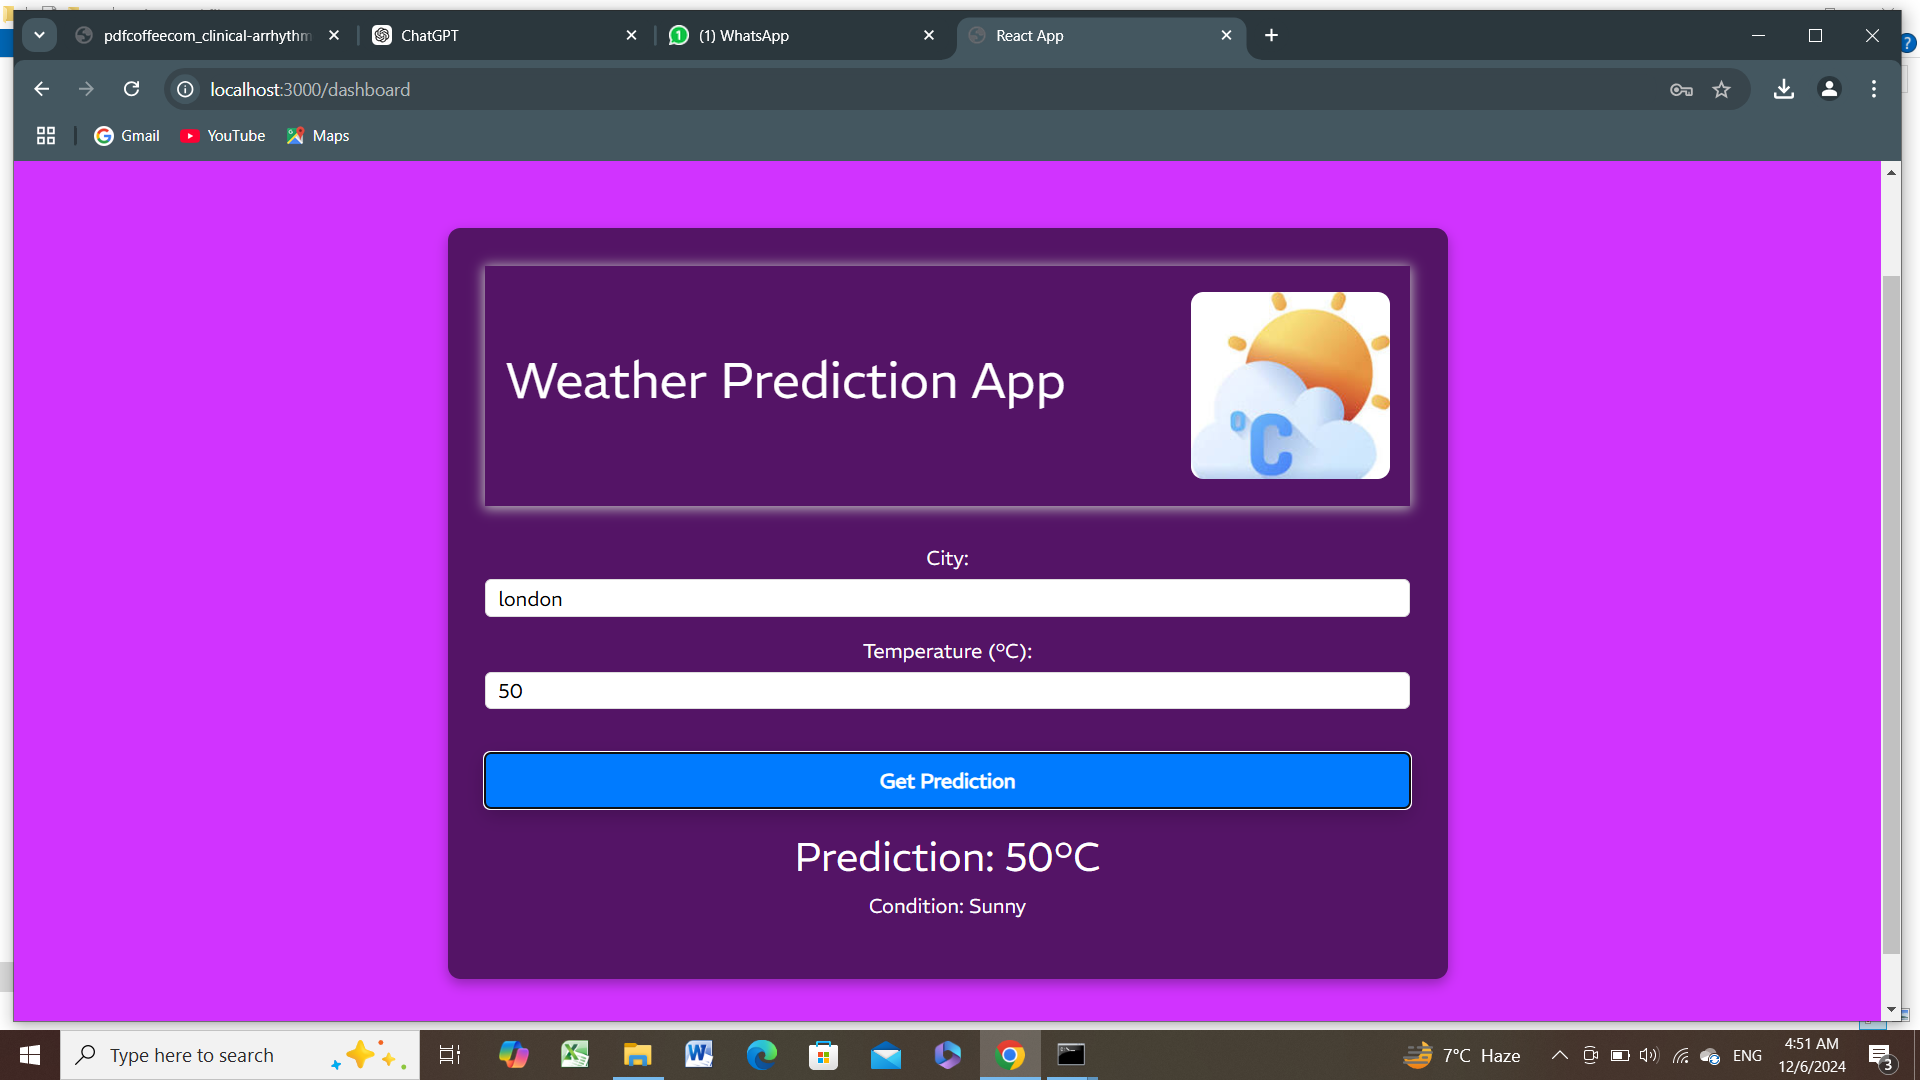 pdfcoffeecom_clinical-arrhythm
ChatGPT
(1) WhatsApp
React App
localhost:3000/dashboard
Gmail
YouTube
Maps
Weather Prediction App
°C
City:
london
Temperature (°C):
50
Get Prediction
Prediction: 50°C
Condition: Sunny
Type here to search
7°C Haze
ENG
4:51 AM
12/6/2024
3